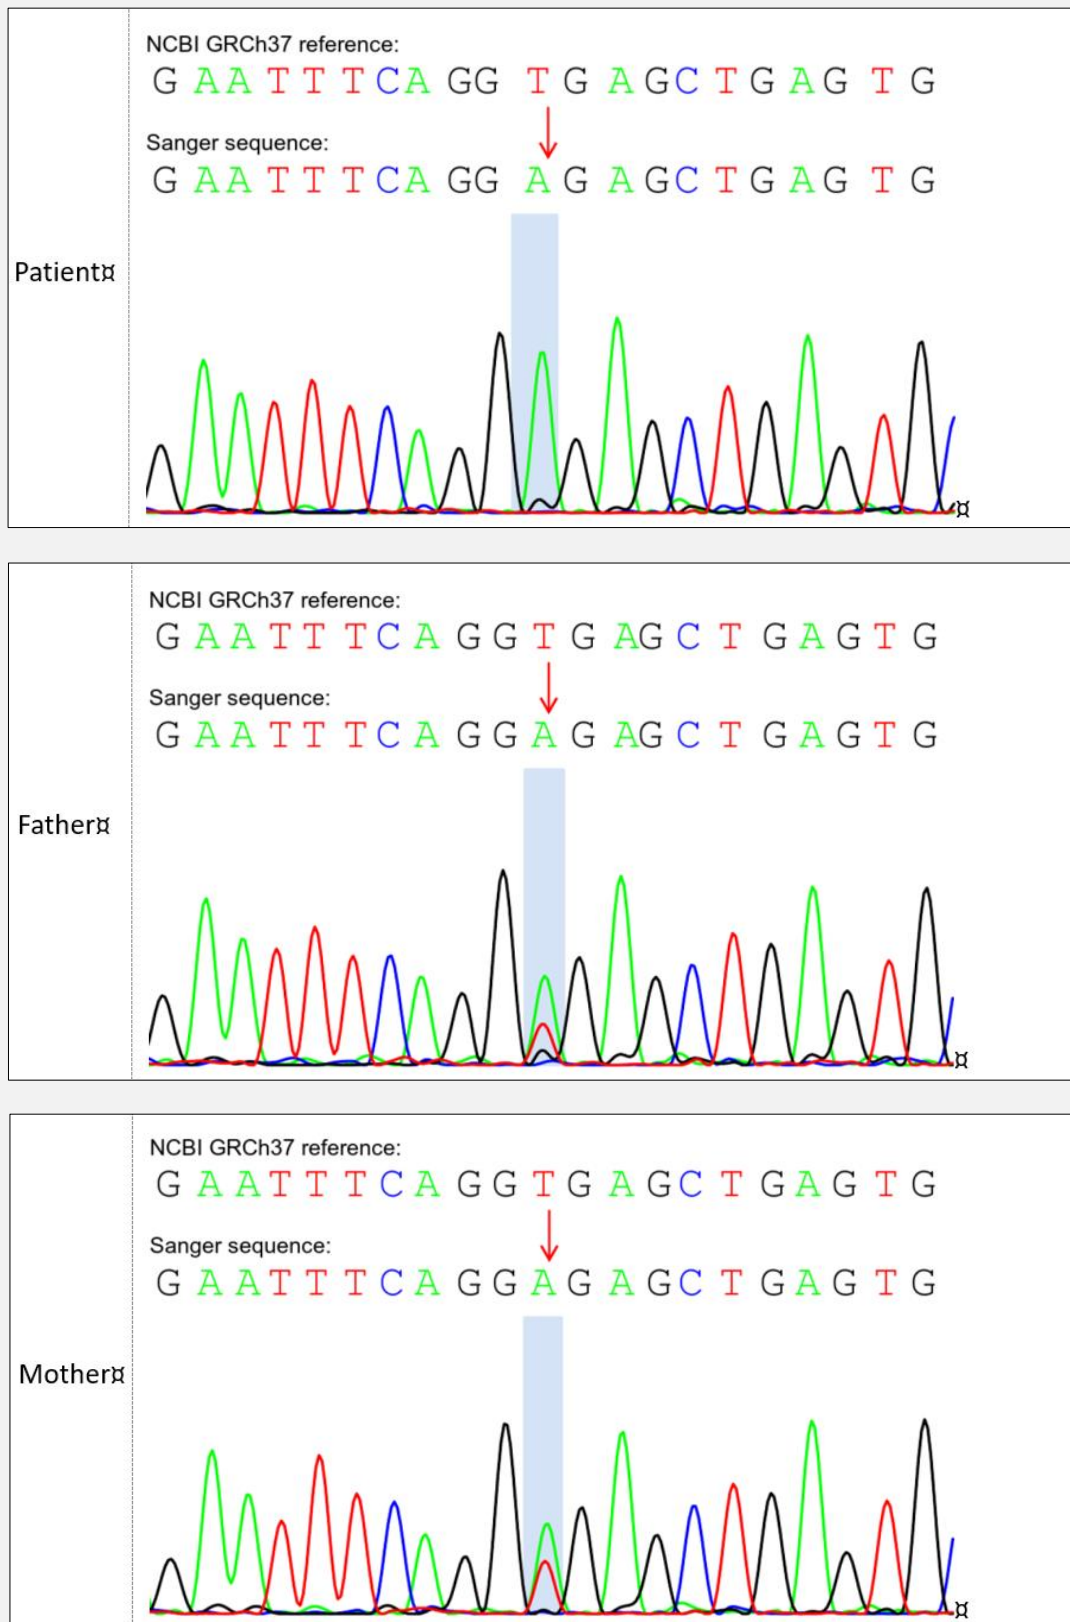 NCBI GRCh37 reference:
G A A T T T C A G G T G A G C T G A G T G
Sanger sequence:
G A A T T T C A G G A G A G C T G A G T G
Patient¤
¤
NCBI GRCh37 reference:
G A A T T T C A G G T G A G C T G A G T G
Sanger sequence:
G A A T T T C A G G A G A G C T G A G T G
Father¤
¤
NCBI GRCh37 reference:
G A A T T T C A G G T G A G C T G A G T G
Sanger sequence:
G A A T T T C A G G A G A G C T G A G T G
Mother¤
¤